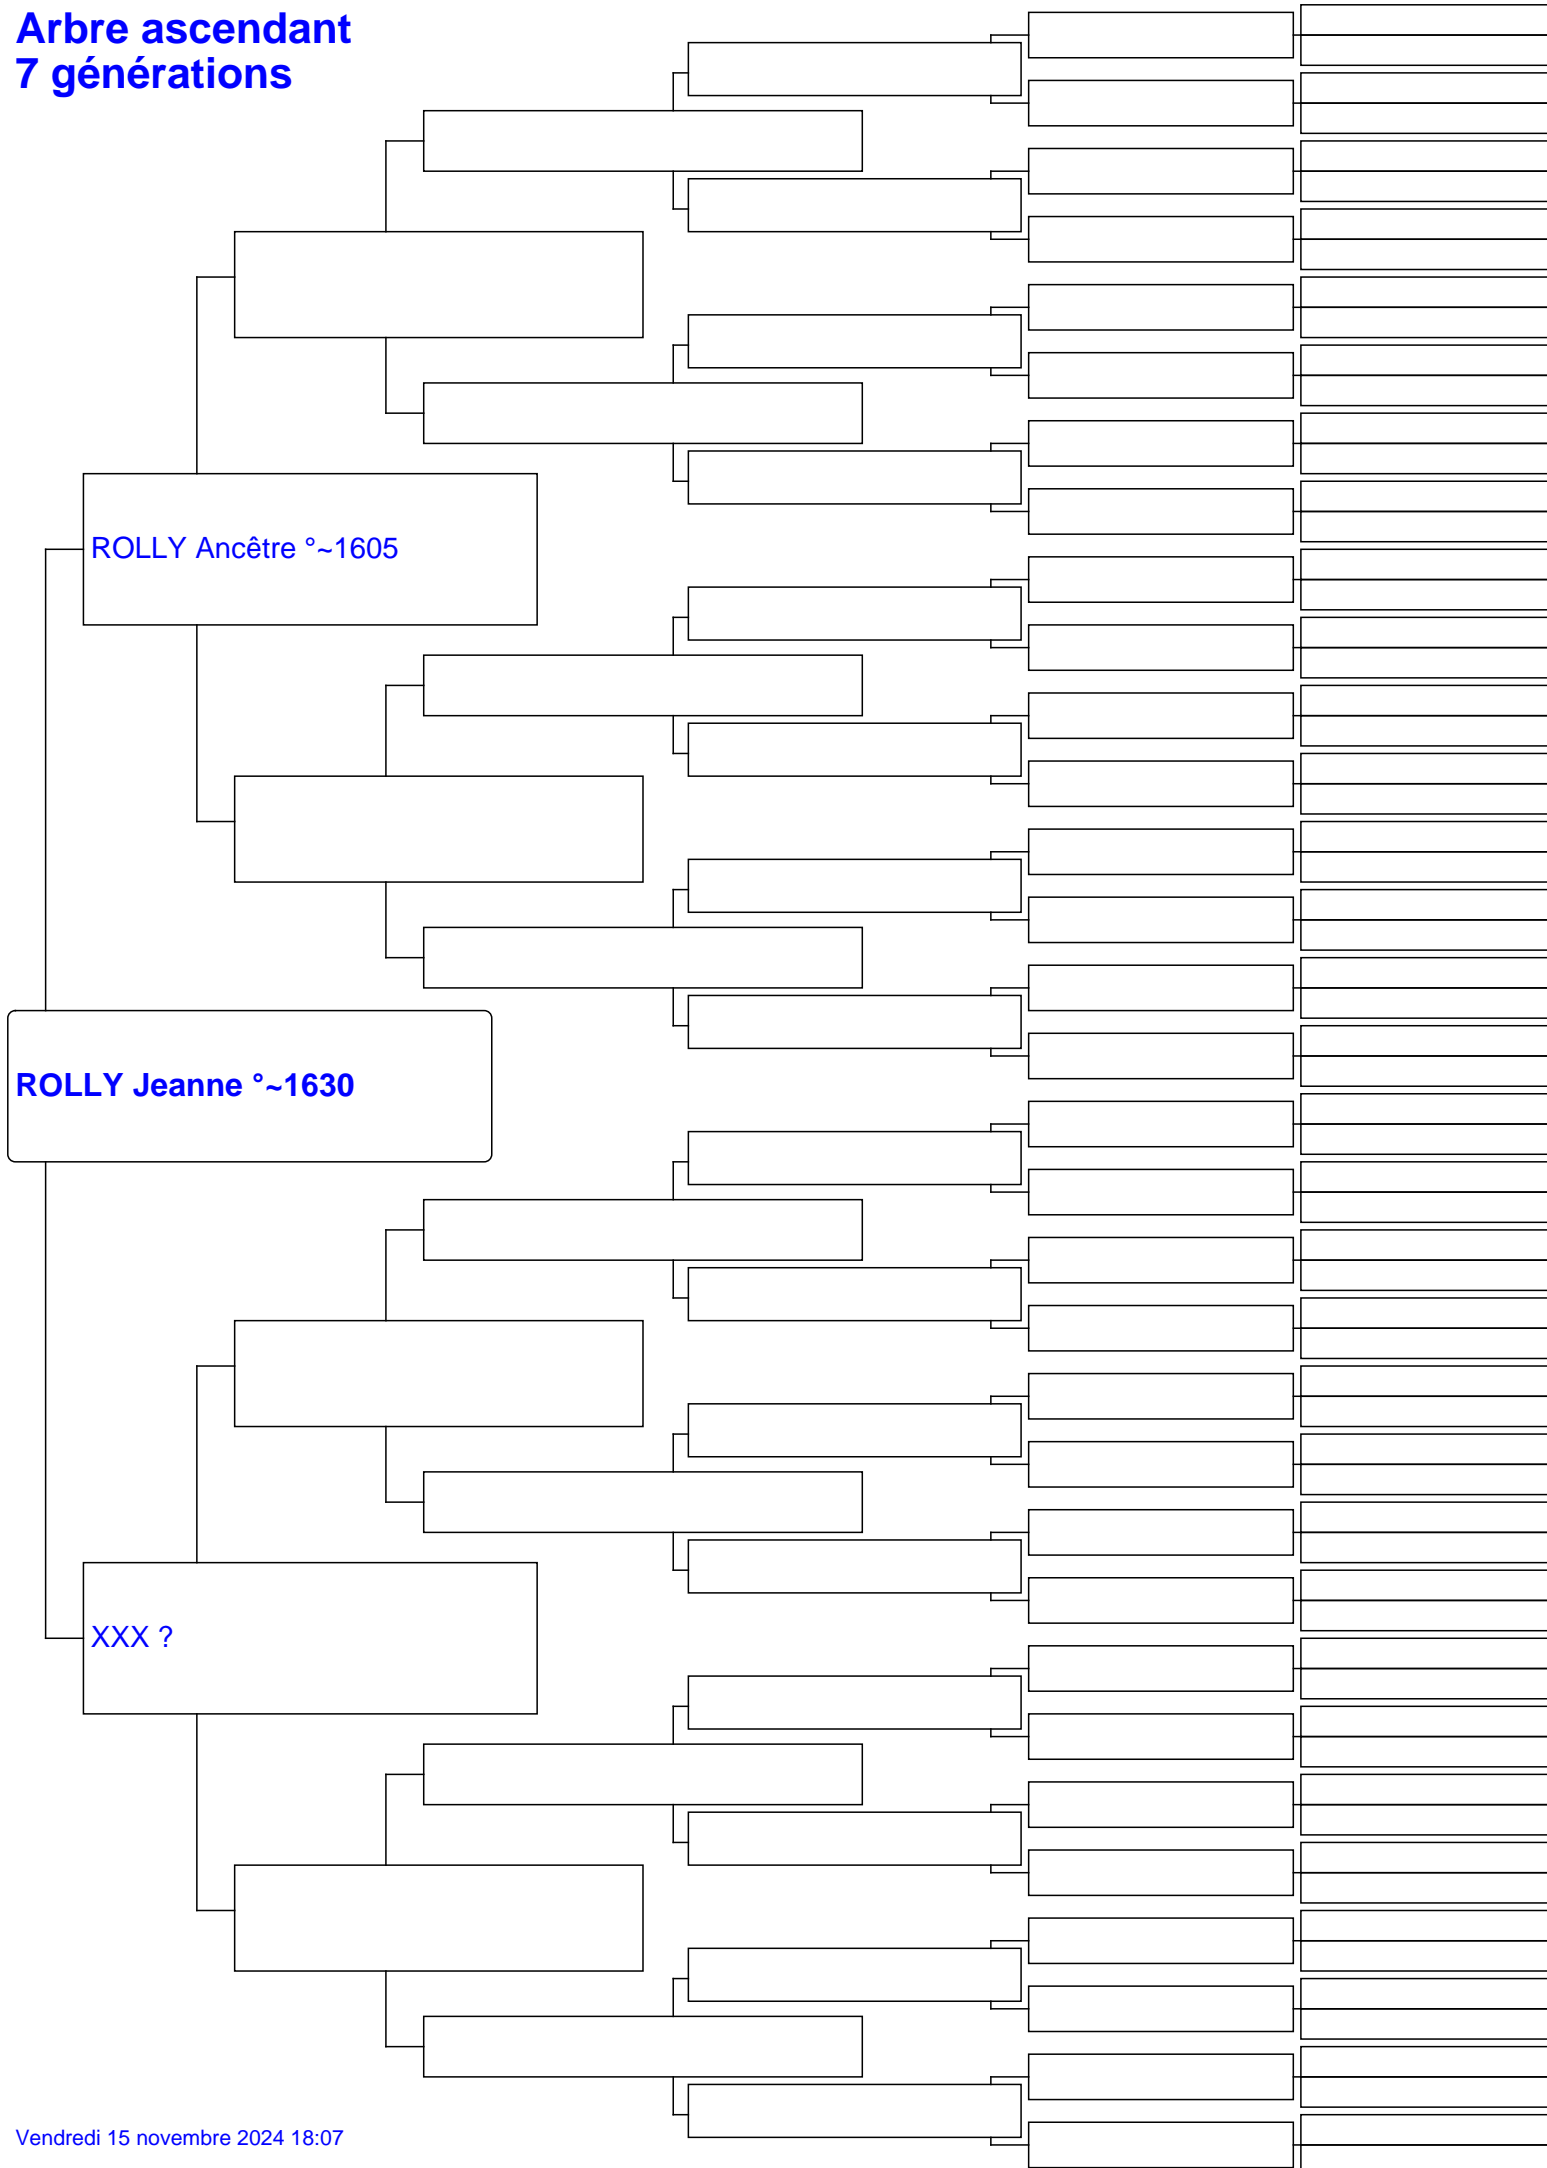 Arbre ascendant
7 générations
ROLLY Ancêtre °~1605
ROLLY Jeanne °~1630
XXX ?
Vendredi 15 novembre 2024 18:07